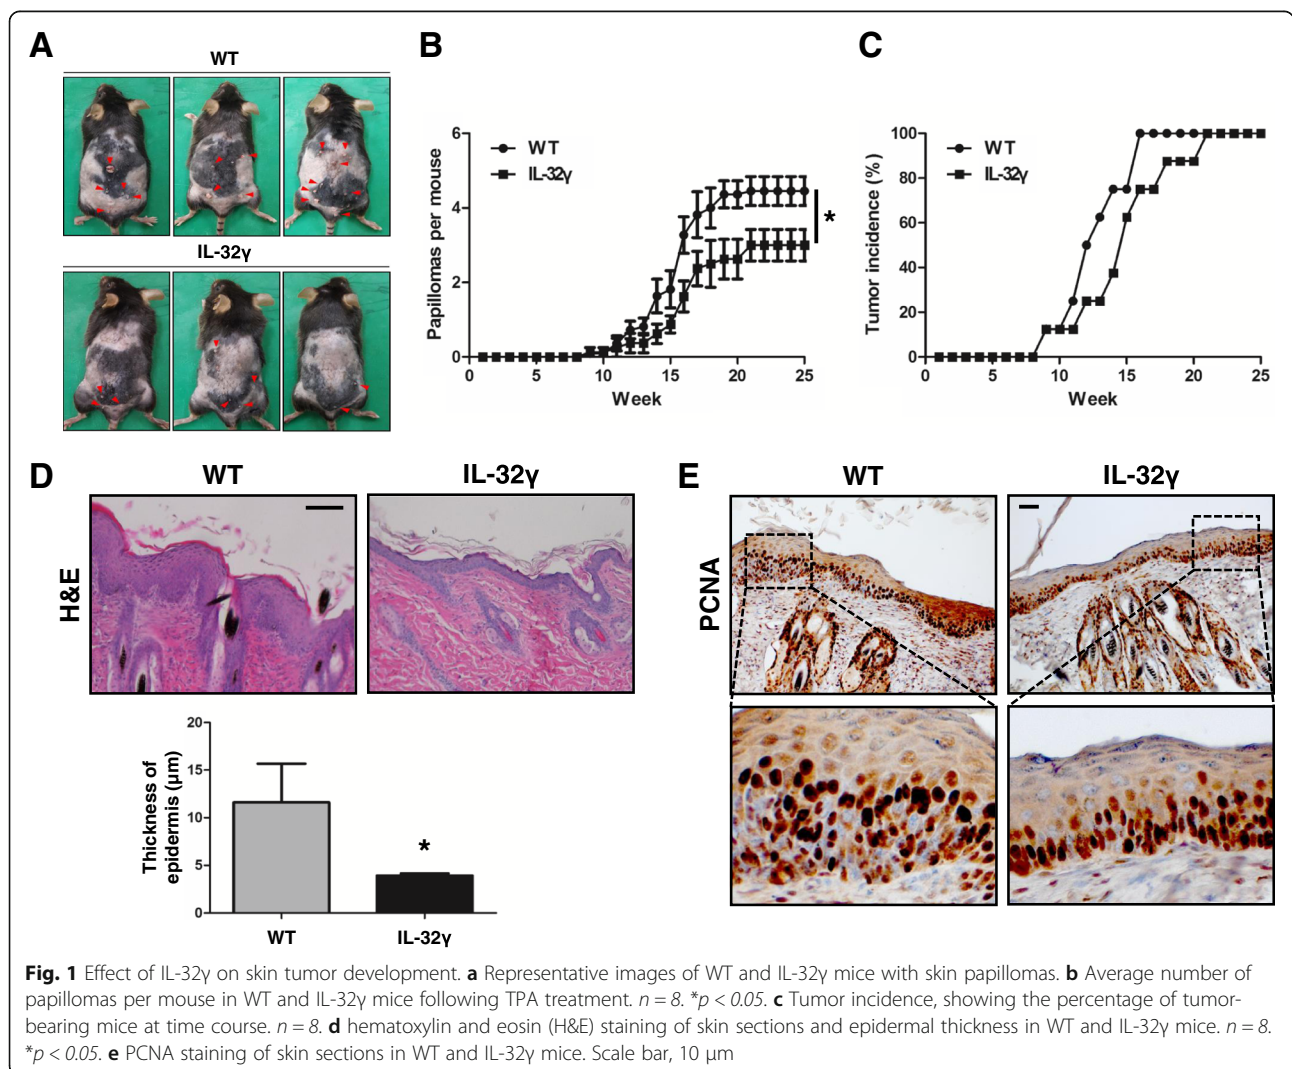 A
WT
IL-32γ
B
Papillomas per mouse
6
4
2
0
WT
IL-32γ
*
0 5 10 15 20 25
Week
C
Tumor incidence (%)
100
80
60
40
20
0
WT
IL-32γ
0 5 10 15 20 25
Week
D
WT IL-32γ
H&E
Thickness of
epidermis (μm)
20
15
10
5
0
*
WT IL-32γ
E
WT IL-32γ
PCNA
Fig. 1 Effect of IL-32γ on skin tumor development. a Representative images of WT and IL-32γ mice with skin papillomas. b Average number of
papillomas per mouse in WT and IL-32γ mice following TPA treatment. n = 8. *p < 0.05. c Tumor incidence, showing the percentage of tumor-
bearing mice at time course. n = 8. d hematoxylin and eosin (H&E) staining of skin sections and epidermal thickness in WT and IL-32γ mice. n = 8.
*p < 0.05. e PCNA staining of skin sections in WT and IL-32γ mice. Scale bar, 10 μm